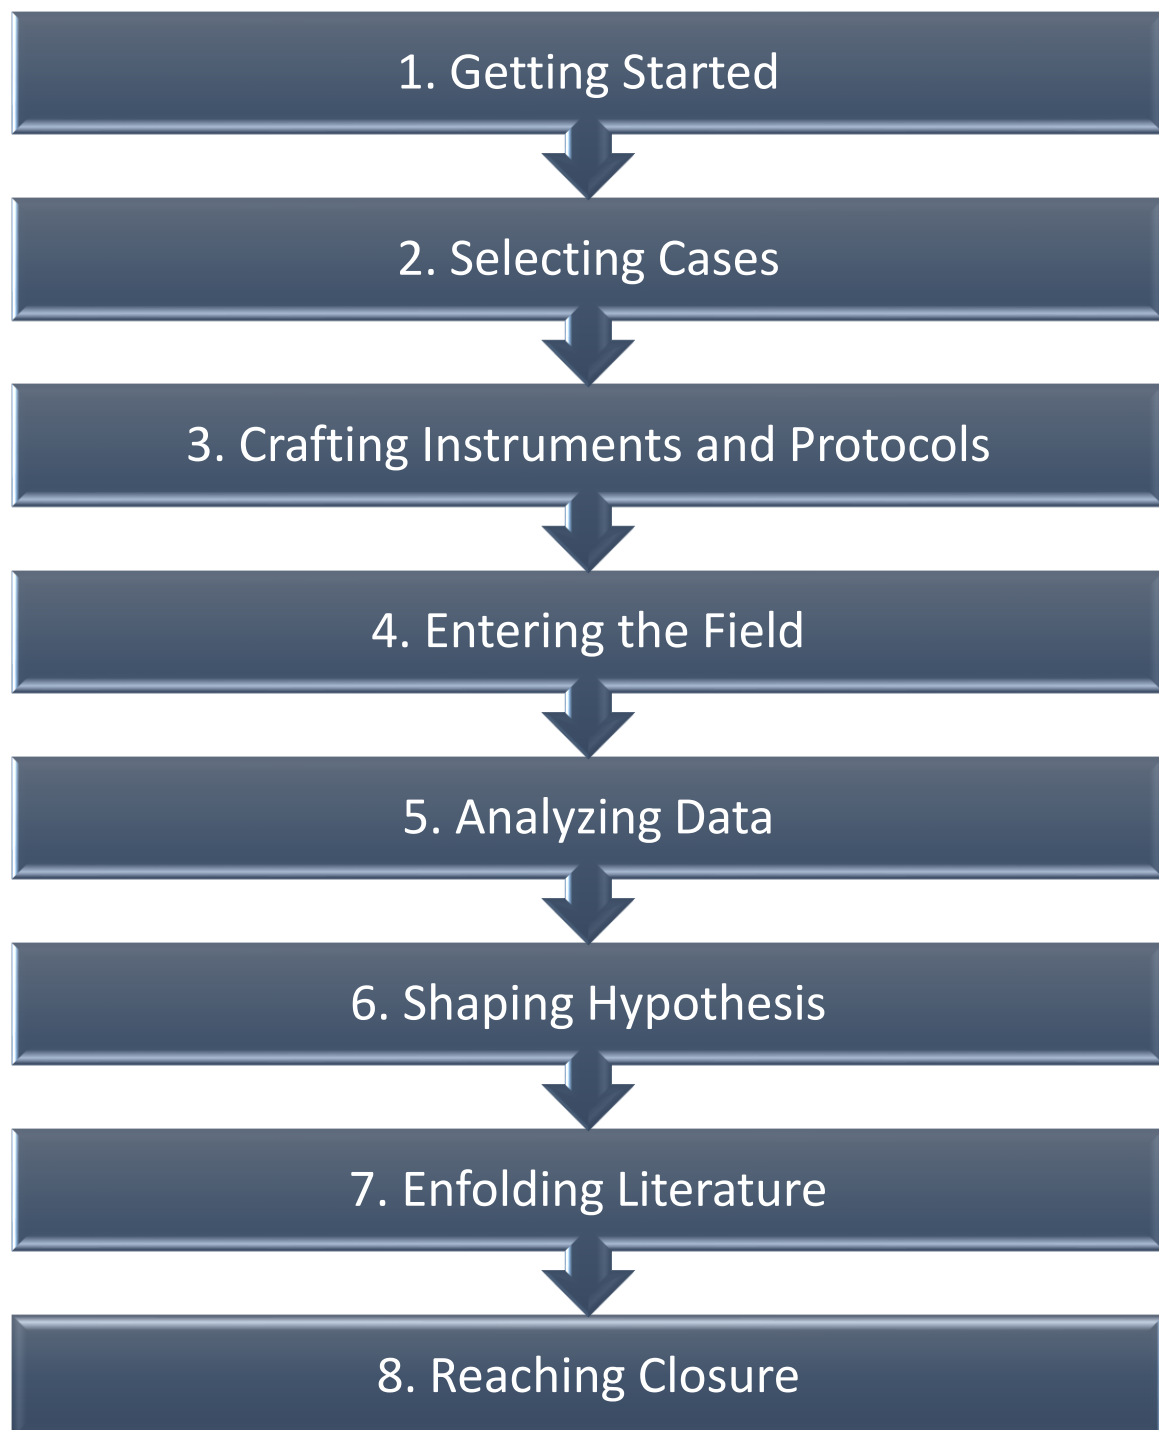 1. Getting Started
2. Selecting Cases
3. Crafting Instruments and Protocols
4. Entering the Field
5. Analyzing Data
6. Shaping Hypothesis
7. Enfolding Literature
8. Reaching Closure